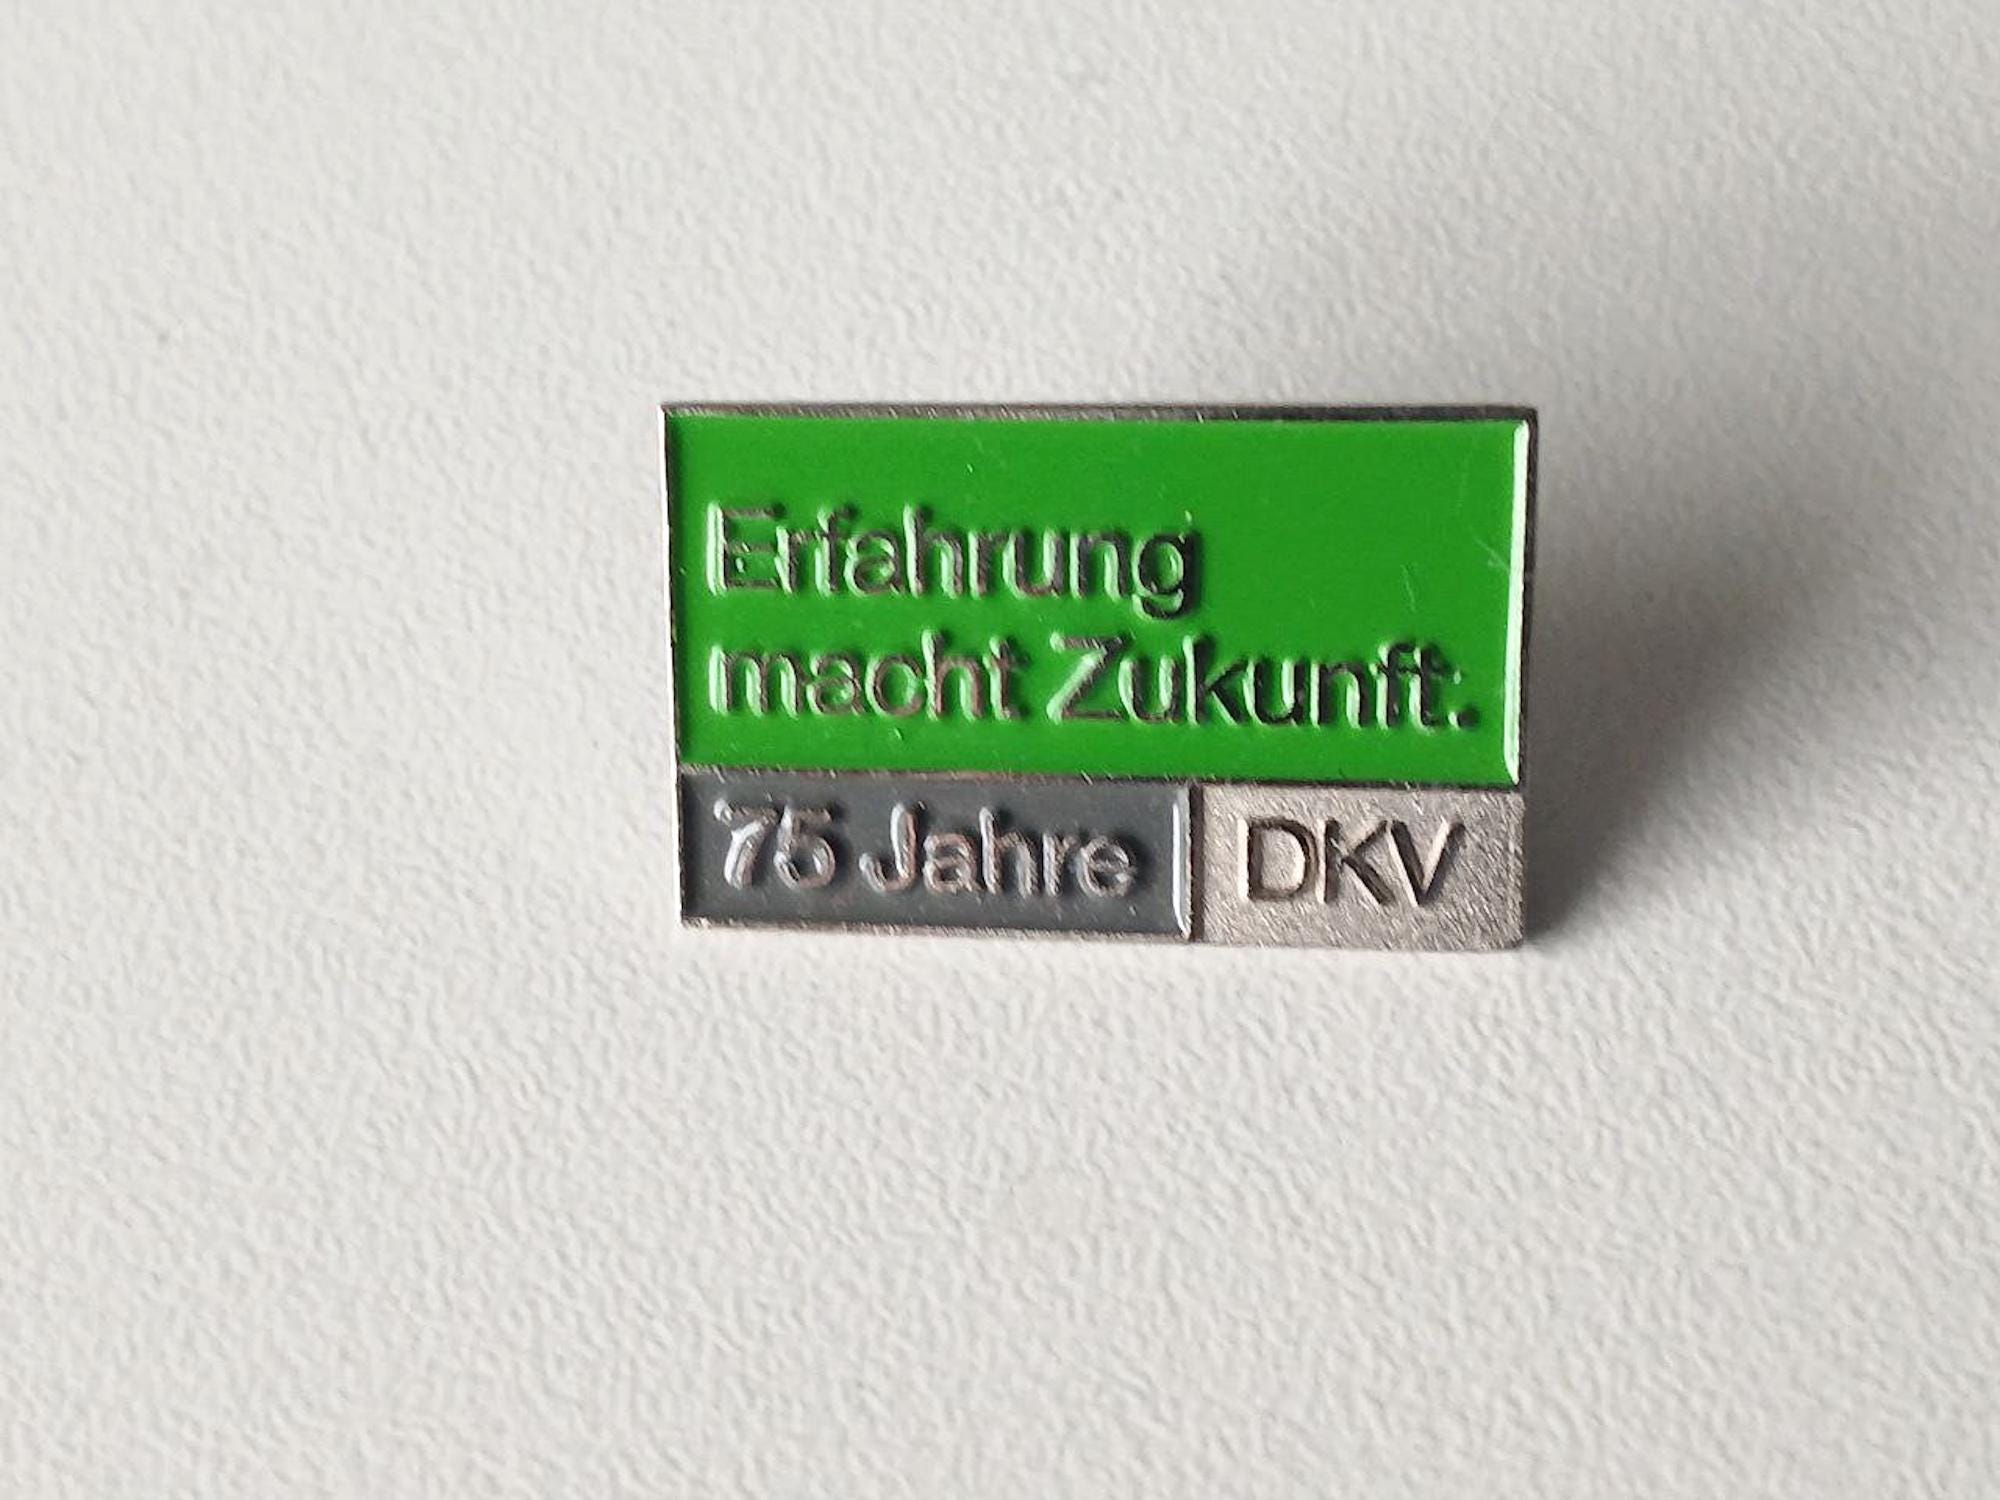 Erfahrung
macht Zukunft.
75 Jahre
DKV